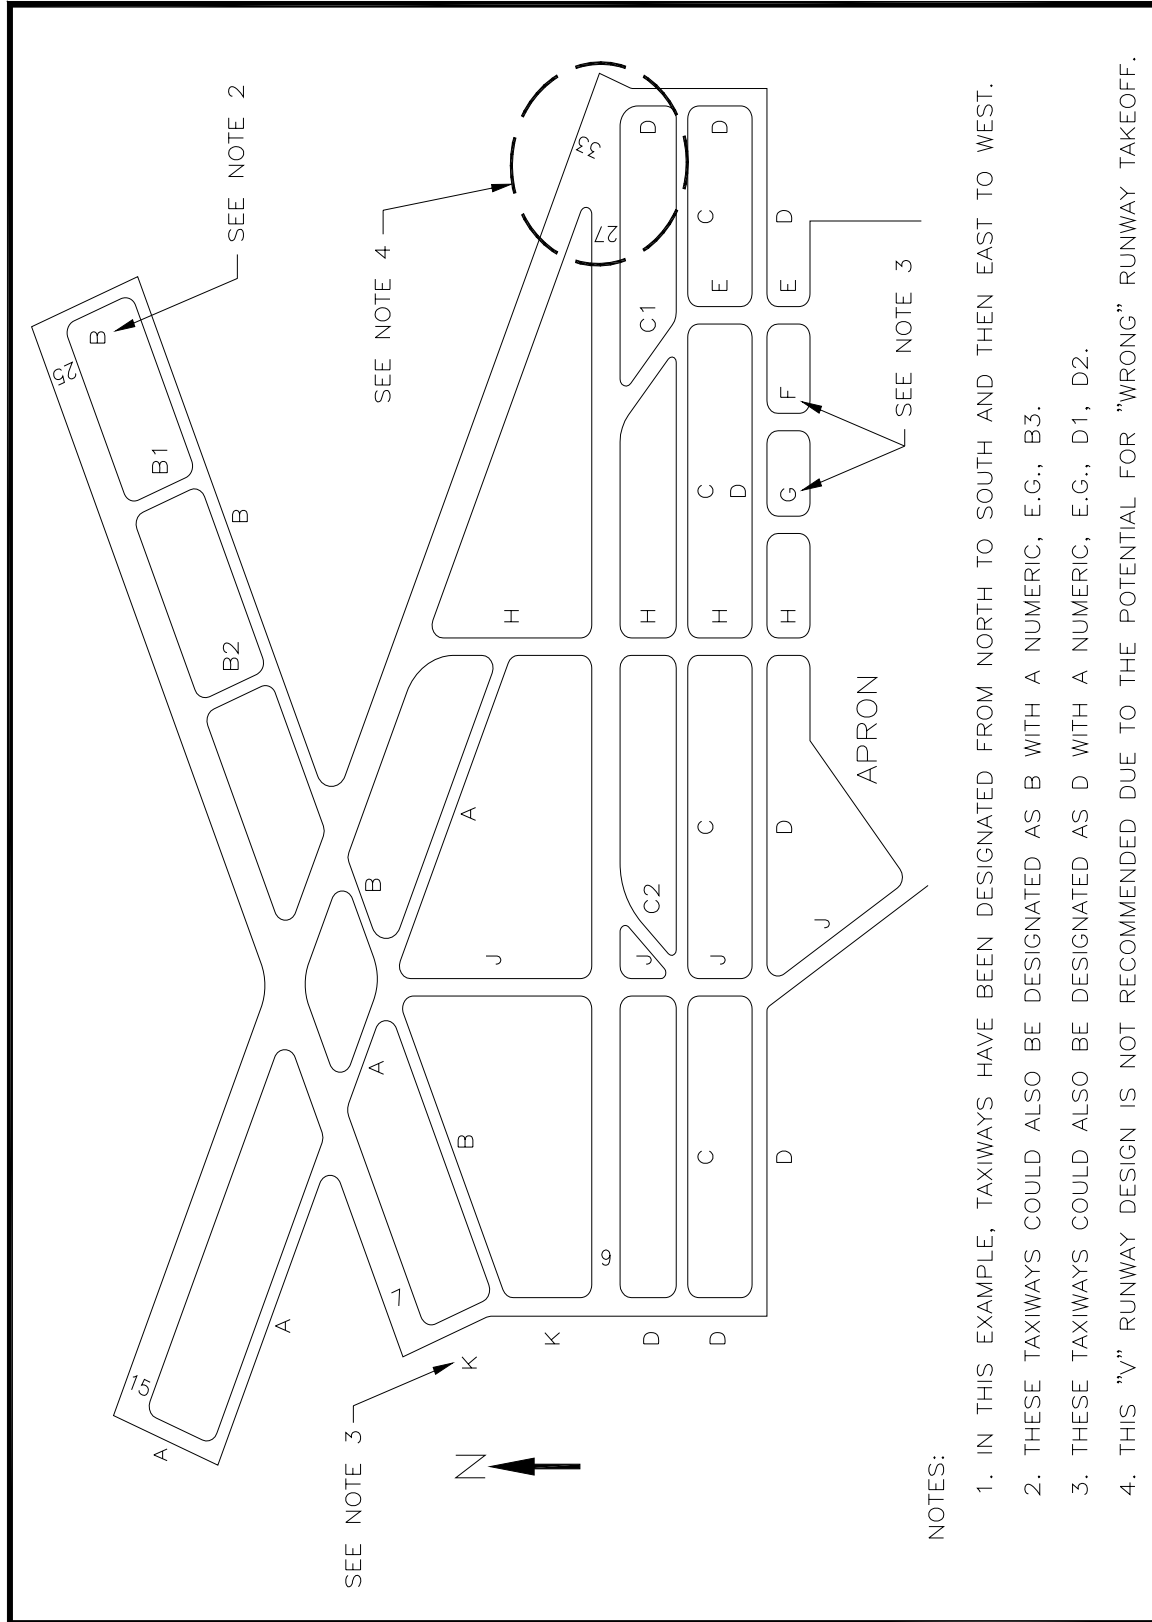 SEE NOTE 2
SEE NOTE 4
SEE NOTE 3
SEE NOTE 3
15
A
A
25
B
B1
B2
B
33
27
7
K
K
A
B
B
A
J
H
9
D
D
J
C2
H
C1
D
C
J
C
H
C
D
E
C
D
D
J
D
H
G
F
E
D
APRON
N
NOTES:
1. IN THIS EXAMPLE, TAXIWAYS HAVE BEEN DESIGNATED FROM NORTH TO SOUTH AND THEN EAST TO WEST.
2. THESE TAXIWAYS COULD ALSO BE DESIGNATED AS B WITH A NUMERIC, E.G., B3.
3. THESE TAXIWAYS COULD ALSO BE DESIGNATED AS D WITH A NUMERIC, E.G., D1, D2.
4. THIS "V" RUNWAY DESIGN IS NOT RECOMMENDED DUE TO THE POTENTIAL FOR "WRONG" RUNWAY TAKEOFF.